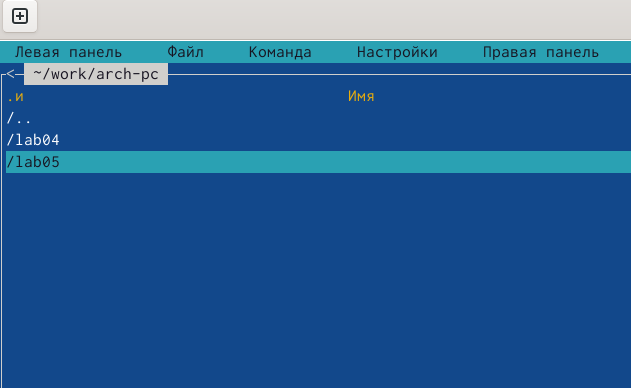 Левая панель Файл Команда Настройки Правая панель
< ~/work/arch-pc
.и Имя
/..
/lab04
/lab05